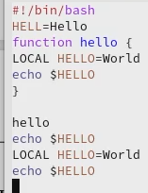 #!/bin/bash
HELL=Hello
function hello {
LOCAL HELLO=World
echo $HELLO
}
hello
echo $HELLO
LOCAL HELLO=World
echo $HELLO